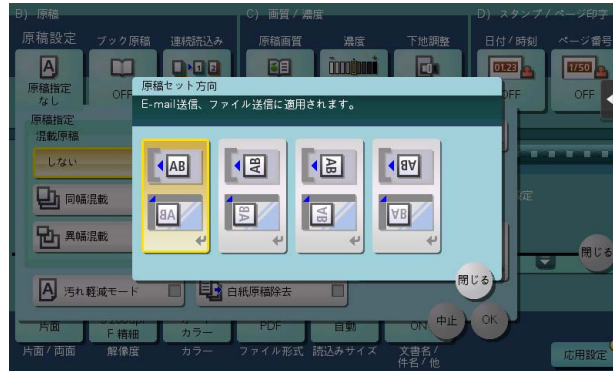 B) 原稿
C) 画質 / 濃度
D) スタンプ / ページ印字
原稿設定 ブック原稿 連続読込み 原稿画質 濃度 下地調整 日付 / 時刻 ページ番号
原稿指定
なし
OFF
OFF
原稿セット方向
E-mail送信、ファイル送信に適用されます。
原稿指定
混載原稿
しない
同幅混載
異幅混載
AB AB AB AB
AB AB AB AB
閉じる
閉じる
汚れ軽減モード 白紙原稿除去
中止 OK
片面 F 精細 カラー PDF 自動 ON
片面 / 両面 解像度 カラー ファイル形式 読込みサイズ 文書名 /
件名 / 他
応用設定